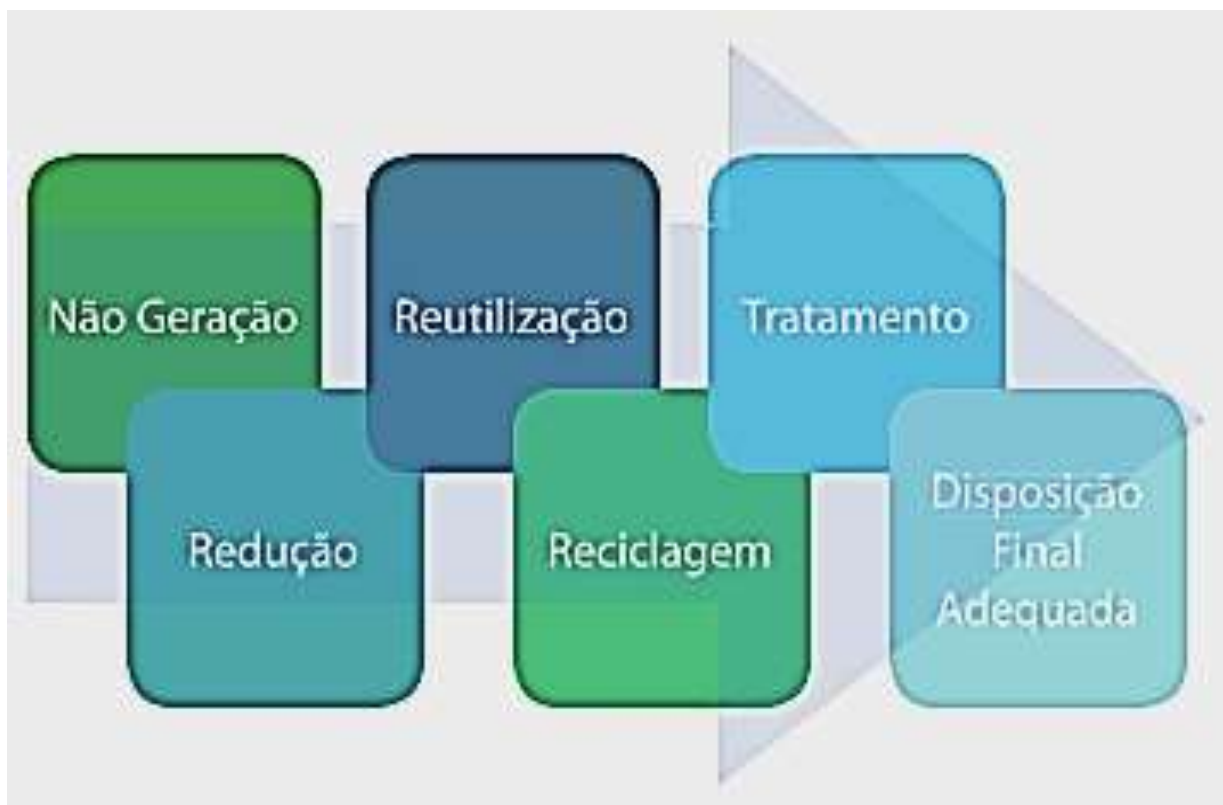 Não Geração
Redução
Reutilização
Reciclagem
Tratamento
Disposição
Final
Adequada